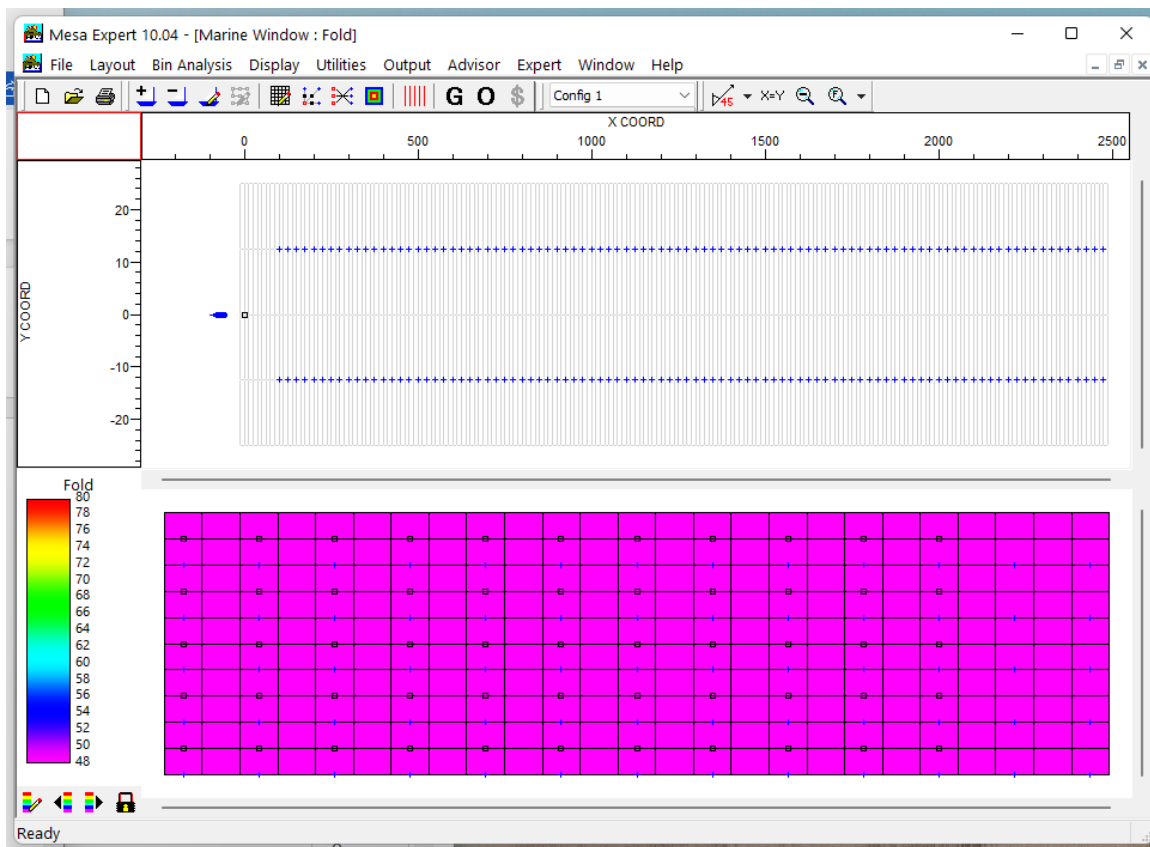 Mesa Expert 10.04 - [Marine Window : Fold]
File Layout Bin Analysis Display Utilities Output Advisor Expert Window Help
G O $ Config 1 45 X=Y
X COORD
0 500 1000 1500 2000 2500
Y COORD
20
10
0
-10
-20
Fold
80
78
76
74
72
70
68
66
64
62
60
58
56
54
52
50
48
Ready